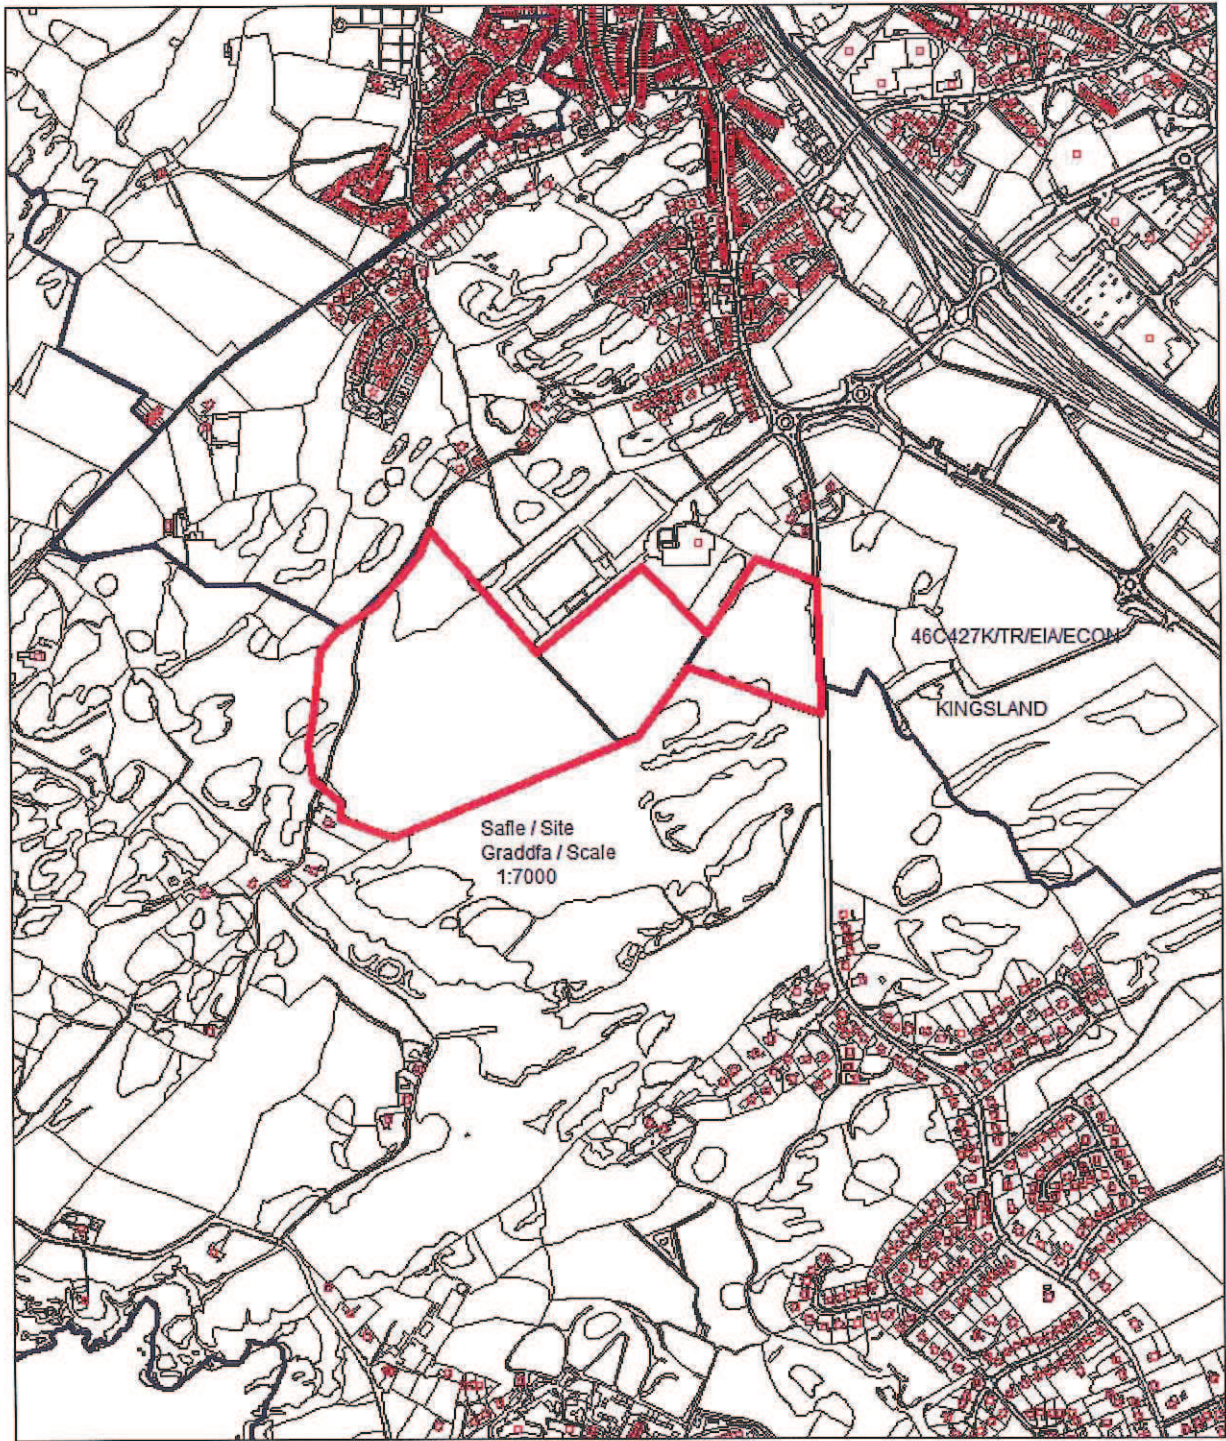 46C427K/TR/EIA/ECON
KINGSLAND
Safle / Site
Graddfa / Scale
1:7000